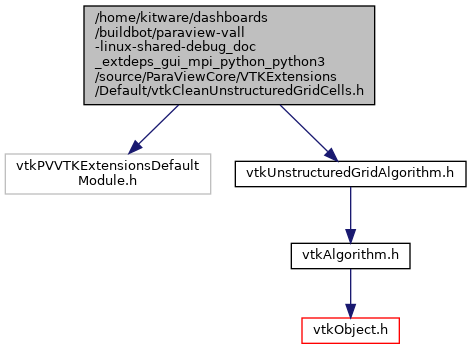 /home/kitware/dashboards
/buildbot/paraview-vall
-linux-shared-debug_doc
_extdeps_gui_mpi_python_python3
/source/ParaViewCore/VTKExtensions
/Default/vtkCleanUnstructuredGridCells.h
vtkPVVTKExtensionsDefault
Module.h
vtkUnstructuredGridAlgorithm.h
vtkAlgorithm.h
vtkObject.h